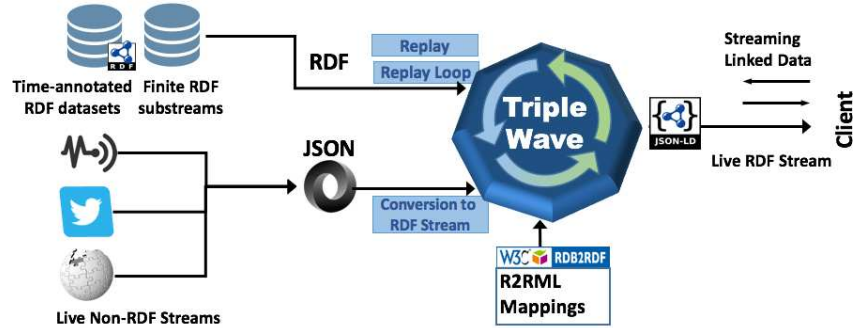 RDF
Time-annotated
RDF datasets
Finite RDF
substreams
RDF
Replay
Replay Loop
JSON
Conversion to
RDF Stream
Live Non-RDF Streams
Triple
Wave
W3C RDB2RDF
R2RML
Mappings
{ }
JSON-LD
Streaming
Linked Data
Live RDF Stream
Client